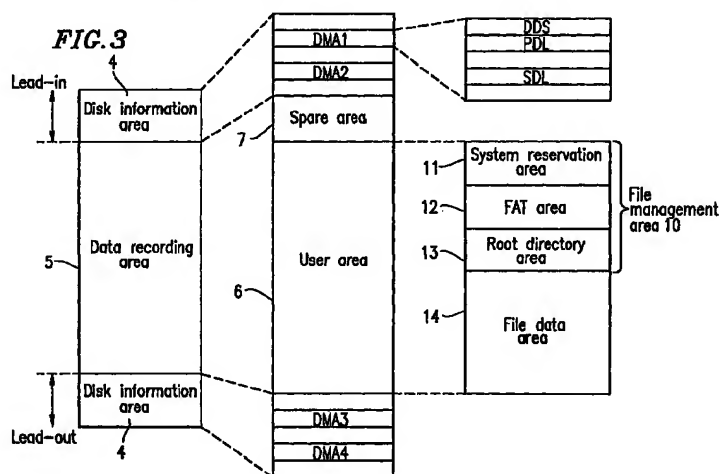 FIG.3
Lead-in
4
Disk information
area
5
Data recording
area
Disk information
area
4
Lead-out
DMA1
DMA2
7
Spare area
6
User area
DMA3
DMA4
DDS
PDL
SDL
11
System reservation
area
12
FAT area
13
Root directory
area
File
management
area 10
14
File data
area